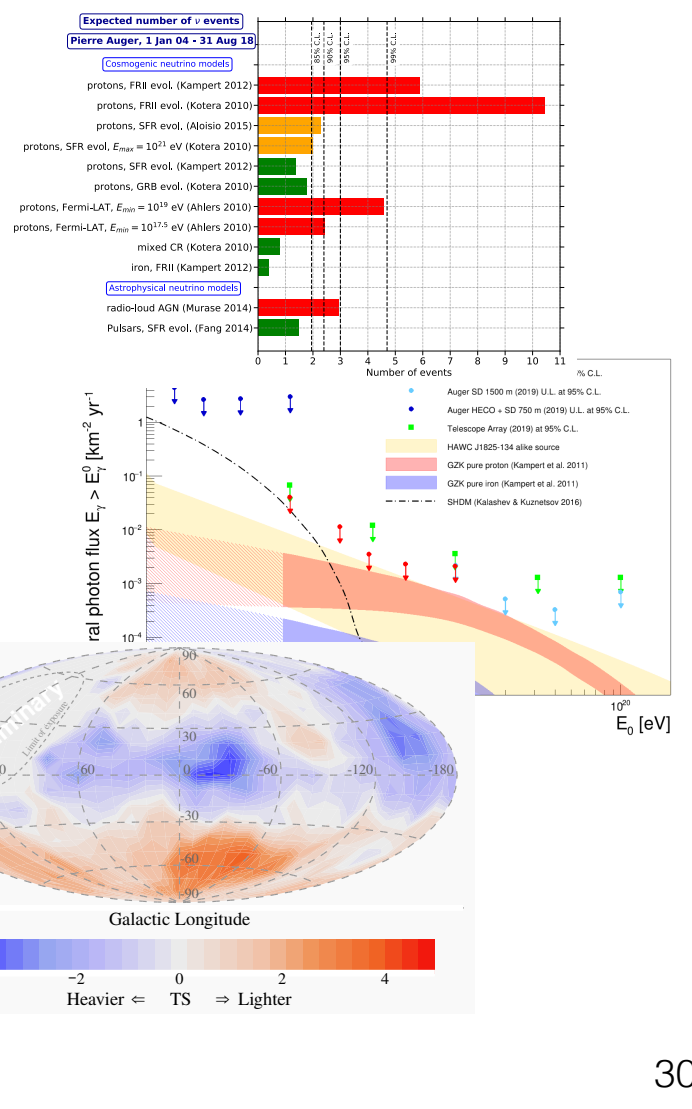 Expected number of ν events
Pierre Auger, 1 Jan 04 - 31 Aug 18
85% C.L.
90% C.L.
95% C.L.
99% C.L.
Cosmogenic neutrino models
protons, FRII evol. (Kampert 2012)
protons, FRII evol. (Kotera 2010)
protons, SFR evol. (Aloisio 2015)
protons, SFR evol, E_max = 10^21 eV (Kotera 2010)
protons, SFR evol. (Kampert 2012)
protons, GRB evol. (Kotera 2010)
protons, Fermi-LAT, E_min = 10^19 eV (Ahlers 2010)
protons, Fermi-LAT, E_min = 10^17.5 eV (Ahlers 2010)
mixed CR (Kotera 2010)
iron, FRII (Kampert 2012)
Astrophysical neutrino models
radio-loud AGN (Murase 2014)
Pulsars, SFR evol. (Fang 2014)
0 1 2 3 4 5 6 7 8 9 10 11
Number of events
% C.L.
Auger SD 1500 m (2019) U.L. at 95% C.L.
Auger HECO + SD 750 m (2019) U.L. at 95% C.L.
Telescope Array (2019) at 95% C.L.
HAWC J1825-134 alike source
GZK pure proton (Kampert et al. 2011)
GZK pure iron (Kampert et al. 2011)
SHDM (Kalashev & Kuznetsov 2016)
ral photon flux E_γ > E_γ^0 [km^-2 yr^-1]
1
10^-1
10^-2
10^-3
10^-4
10^20
E_0 [eV]
minary
Limit of exposure
90
60
30
0 60 0 -60 -120 -180
-30
-60
-90
Galactic Longitude
−2 0 2 4
Heavier ⇐ TS ⇒ Lighter
30